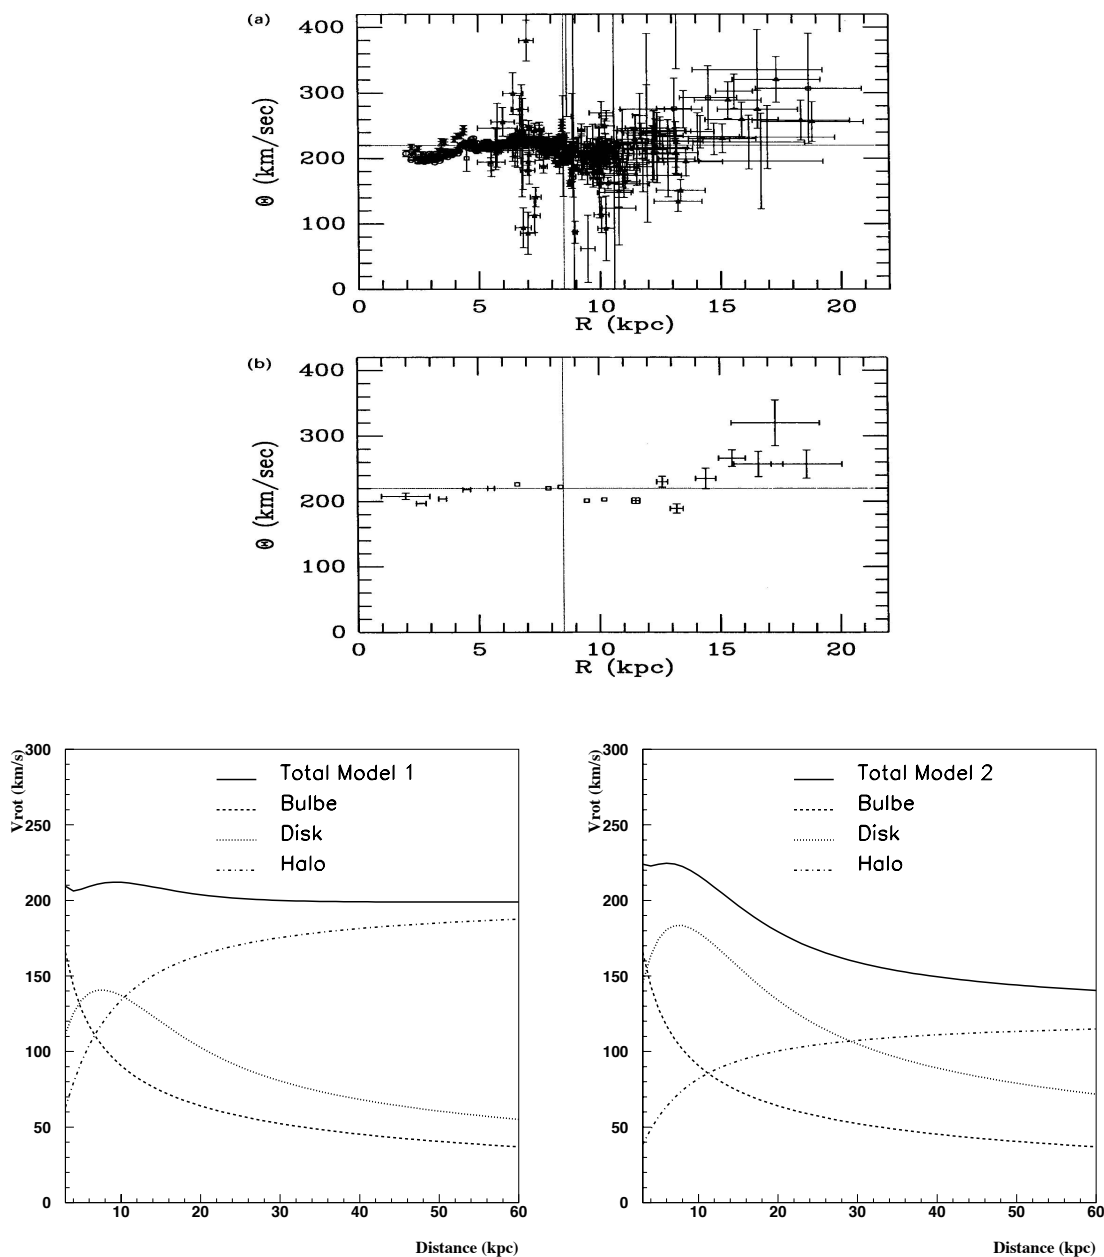 (a)
400
300
200
100
0
Θ (km/sec)
0 5 10 15 20
R (kpc)
(b)
400
300
200
100
0
Θ (km/sec)
0 5 10 15 20
R (kpc)
300
250
200
150
100
50
0
Vrot (km/s)
Total Model 1
Bulbe
Disk
Halo
10 20 30 40 50 60
Distance (kpc)
300
250
200
150
100
50
0
Vrot (km/s)
Total Model 2
Bulbe
Disk
Halo
10 20 30 40 50 60
Distance (kpc)